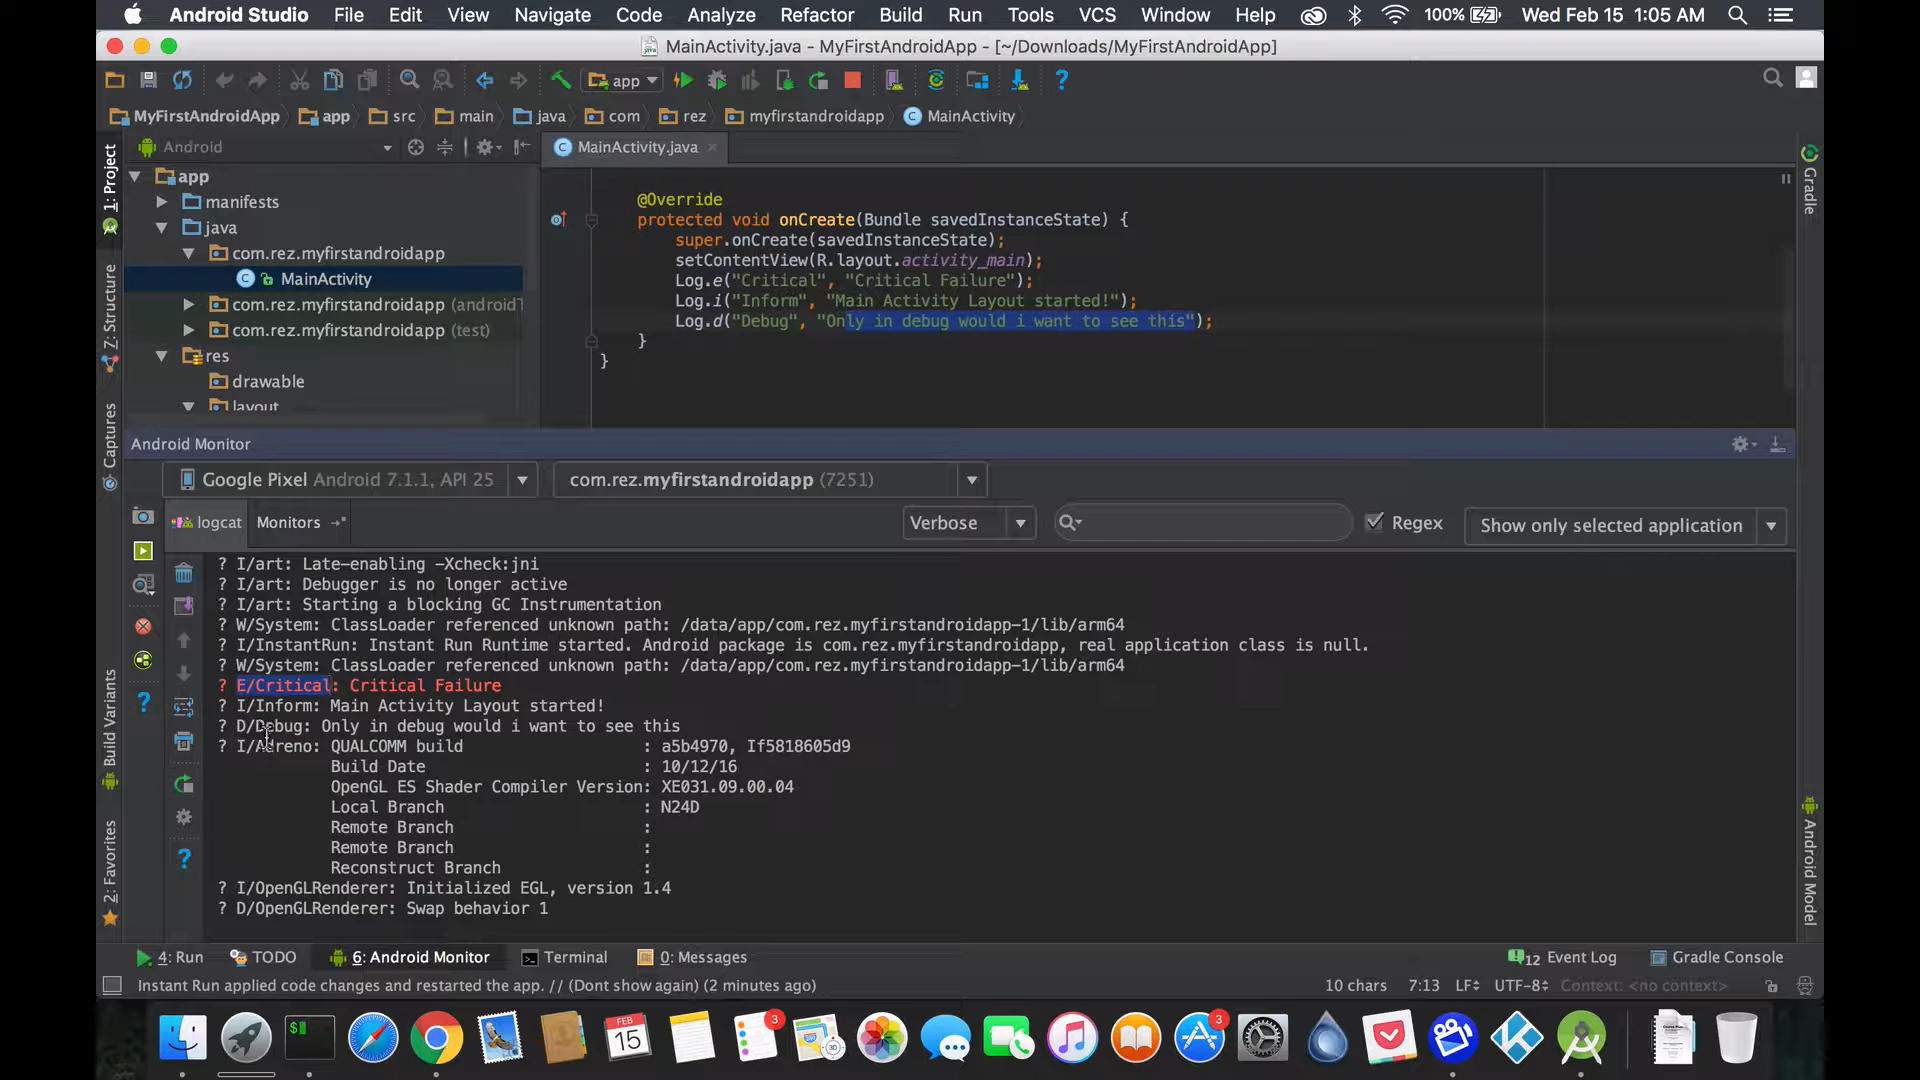 Android Studio File Edit View Navigate Code Analyze Refactor Build Run Tools VCS Window Help 100% Wed Feb 15 1:05 AM
MainActivity.java - MyFirstAndroidApp - [~/Downloads/MyFirstAndroidApp]
app
MyFirstAndroidApp app src main java com rez myfirstandroidapp MainActivity
Android
MainActivity.java
1: Project
Z: Structure
Captures
Build Variants
2: Favorites
Gradle
Android Model
app
manifests
java
com.rez.myfirstandroidapp
MainActivity
com.rez.myfirstandroidapp (androidT
com.rez.myfirstandroidapp (test)
res
drawable
layout
@Override
protected void onCreate(Bundle savedInstanceState) {
super.onCreate(savedInstanceState);
setContentView(R.layout.activity_main);
Log.e("Critical", "Critical Failure");
Log.i("Inform", "Main Activity Layout started!");
Log.d("Debug", "Only in debug would i want to see this");
}
}
Android Monitor
Google Pixel Android 7.1.1, API 25 com.rez.myfirstandroidapp (7251)
logcat Monitors Verbose Regex Show only selected application
? I/art: Late-enabling -Xcheck:jni
? I/art: Debugger is no longer active
? I/art: Starting a blocking GC Instrumentation
? W/System: ClassLoader referenced unknown path: /data/app/com.rez.myfirstandroidapp-1/lib/arm64
? I/InstantRun: Instant Run Runtime started. Android package is com.rez.myfirstandroidapp, real application class is null.
? W/System: ClassLoader referenced unknown path: /data/app/com.rez.myfirstandroidapp-1/lib/arm64
? E/Critical: Critical Failure
? I/Inform: Main Activity Layout started!
? D/Debug: Only in debug would i want to see this
? I/Adreno: QUALCOMM build : a5b4970, If5818605d9
Build Date : 10/12/16
OpenGL ES Shader Compiler Version: XE031.09.00.04
Local Branch : N24D
Remote Branch :
Remote Branch :
Reconstruct Branch :
? I/OpenGLRenderer: Initialized EGL, version 1.4
? D/OpenGLRenderer: Swap behavior 1
4: Run TODO 6: Android Monitor Terminal 0: Messages 12 Event Log Gradle Console
Instant Run applied code changes and restarted the app. // (Dont show again) (2 minutes ago) 10 chars 7:13 LF UTF-8 Context: <no context>
$ FEB 15 3 3D 3